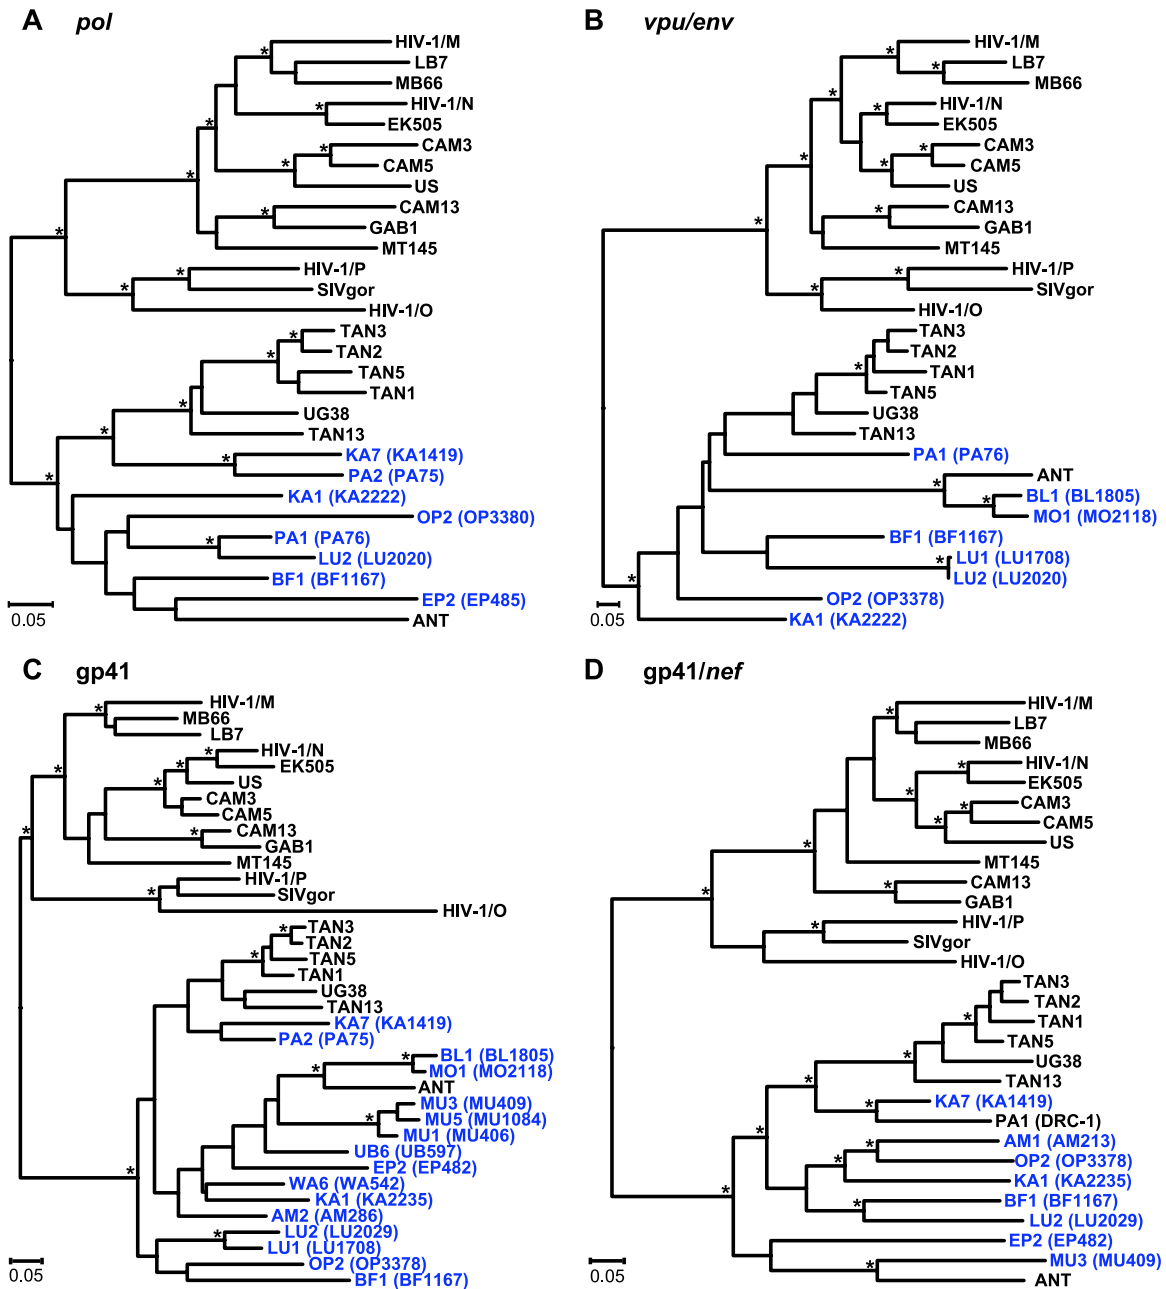 A pol
*HIV-1/M
LB7
MB66
*HIV-1/N
EK505
*
*CAM3
*CAM5
US
*
*CAM13
GAB1
MT145
*
*HIV-1/P
*SIVgor
HIV-1/O
*TAN3
*TAN2
TAN5
TAN1
*UG38
*TAN13
*KA7 (KA1419)
*PA2 (PA75)
KA1 (KA2222)
OP2 (OP3380)
*PA1 (PA76)
LU2 (LU2020)
BF1 (BF1167)
EP2 (EP485)
ANT
0.05
B vpu/env
*HIV-1/M
*LB7
MB66
*
*HIV-1/N
EK505
*
*CAM3
*CAM5
US
*CAM13
*GAB1
MT145
*HIV-1/P
*SIVgor
HIV-1/O
TAN3
TAN2
*TAN1
TAN5
UG38
TAN13
PA1 (PA76)
*ANT
*BL1 (BL1805)
MO1 (MO2118)
BF1 (BF1167)
*LU1 (LU1708)
*LU2 (LU2020)
OP2 (OP3378)
KA1 (KA2222)
0.05
C gp41
*HIV-1/M
MB66
LB7
*HIV-1/N
*EK505
*
*US
CAM3
CAM5
*CAM13
*GAB1
MT145
HIV-1/P
*SIVgor
HIV-1/O
*TAN3
TAN2
*TAN5
TAN1
UG38
TAN13
KA7 (KA1419)
PA2 (PA75)
*BL1 (BL1805)
*MO1 (MO2118)
ANT
MU3 (MU409)
*MU5 (MU1084)
MU1 (MU406)
UB6 (UB597)
*EP2 (EP482)
WA6 (WA542)
KA1 (KA2235)
AM2 (AM286)
*LU2 (LU2029)
LU1 (LU1708)
OP2 (OP3378)
BF1 (BF1167)
0.05
D gp41/nef
*HIV-1/M
LB7
MB66
*HIV-1/N
EK505
*CAM3
*
*CAM5
*US
MT145
*CAM13
*GAB1
*HIV-1/P
SIVgor
HIV-1/O
TAN3
TAN2
*TAN1
TAN5
*UG38
TAN13
*KA7 (KA1419)
*PA1 (DRC-1)
*AM1 (AM213)
*
*OP2 (OP3378)
KA1 (KA2235)
*BF1 (BF1167)
*LU2 (LU2029)
EP2 (EP482)
*MU3 (MU409)
ANT
0.05